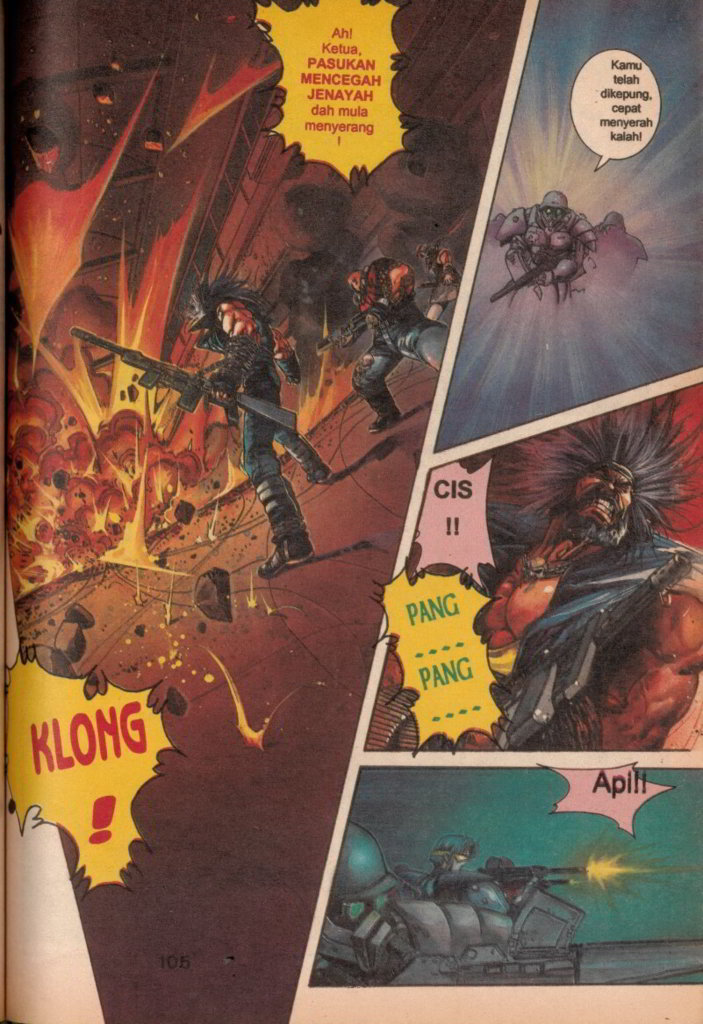 Ah!
Ketua,
PASUKAN
MENCEGAH
JENAYAH
dah mula
menyerang
!
Kamu
telah
dikepung,
cepat
menyerah
kalah!
CIS
!!
PANG
....
PANG
....
KLONG
!
Api!!
105